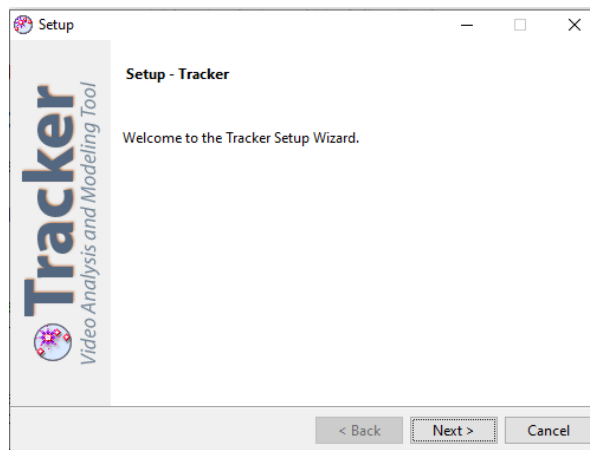 Setup
Setup - Tracker
Welcome to the Tracker Setup Wizard.
Tracker
Video Analysis and Modeling Tool
< Back
Next >
Cancel